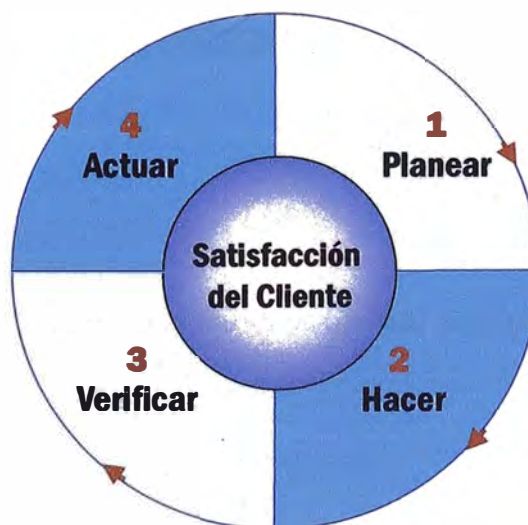 1
Planear
2
Hacer
3
Verificar
4
Actuar
Satisfacción
del Cliente